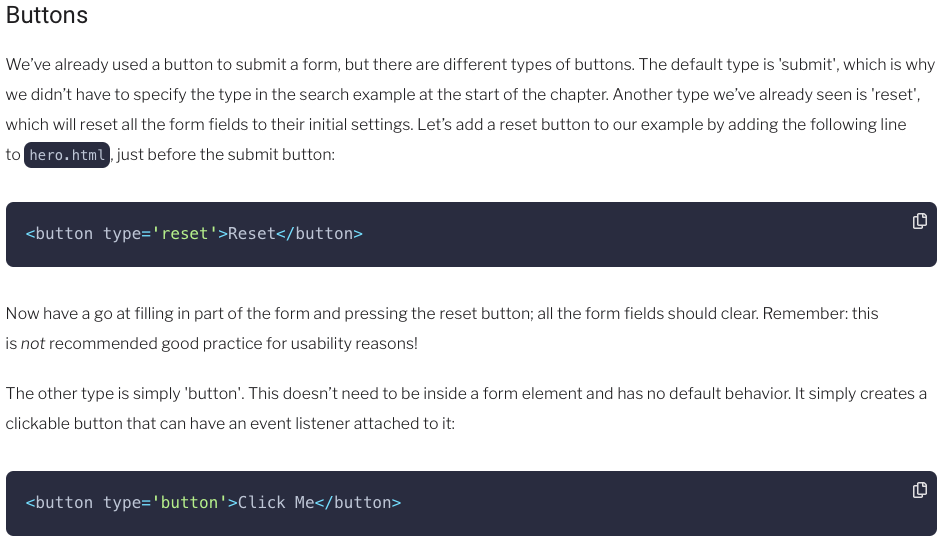 Buttons
We’ve already used a button to submit a form, but there are different types of buttons. The default type is 'submit', which is why
we didn’t have to specify the type in the search example at the start of the chapter. Another type we’ve already seen is 'reset',
which will reset all the form fields to their initial settings. Let’s add a reset button to our example by adding the following line
to hero.html, just before the submit button:
<button type='reset'>Reset</button>
Now have a go at filling in part of the form and pressing the reset button; all the form fields should clear. Remember: this
is not recommended good practice for usability reasons!
The other type is simply 'button'. This doesn’t need to be inside a form element and has no default behavior. It simply creates a
clickable button that can have an event listener attached to it:
<button type='button'>Click Me</button>